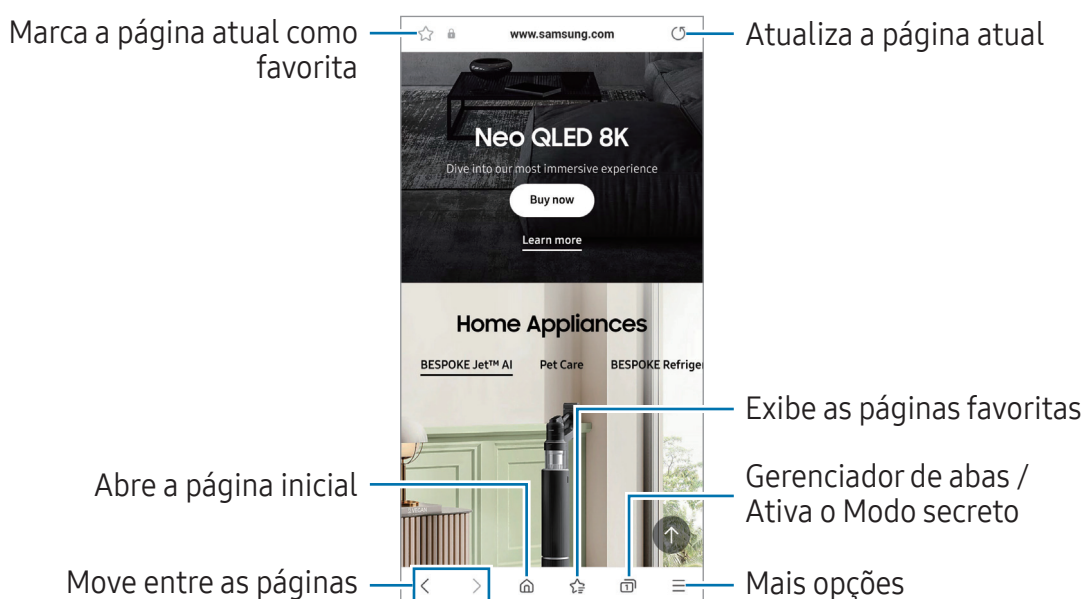 Marca a página atual como
favorita
www.samsung.com
Atualiza a página atual
Neo QLED 8K
Dive into our most immersive experience
Buy now
Learn more
Home Appliances
BESPOKE Jet™ AI Pet Care BESPOKE Refriger
Exibe as páginas favoritas
Abre a página inicial
Gerenciador de abas /
Ativa o Modo secreto
Move entre as páginas
1
Mais opções